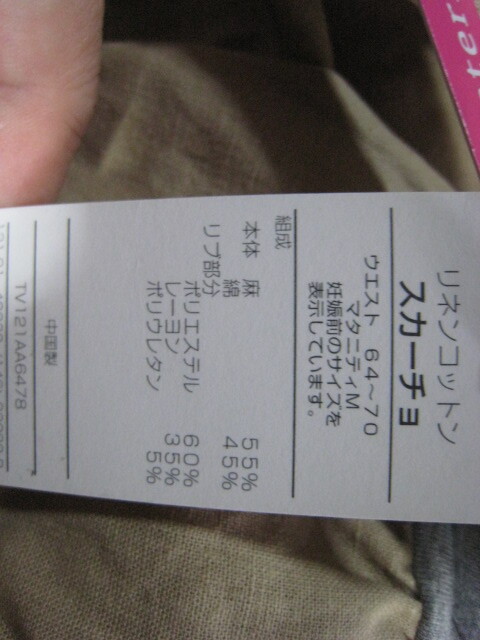 リネンコットン
スカーチョ
ウエスト 64~70
マタニティM
妊娠前のサイズを
表示しています。
組成
本体 麻 55%
綿 45%
リブ部分
ポリエステル 60%
レーヨン 35%
ポリウレタン 5%
中国製
TV121AA6478
ter